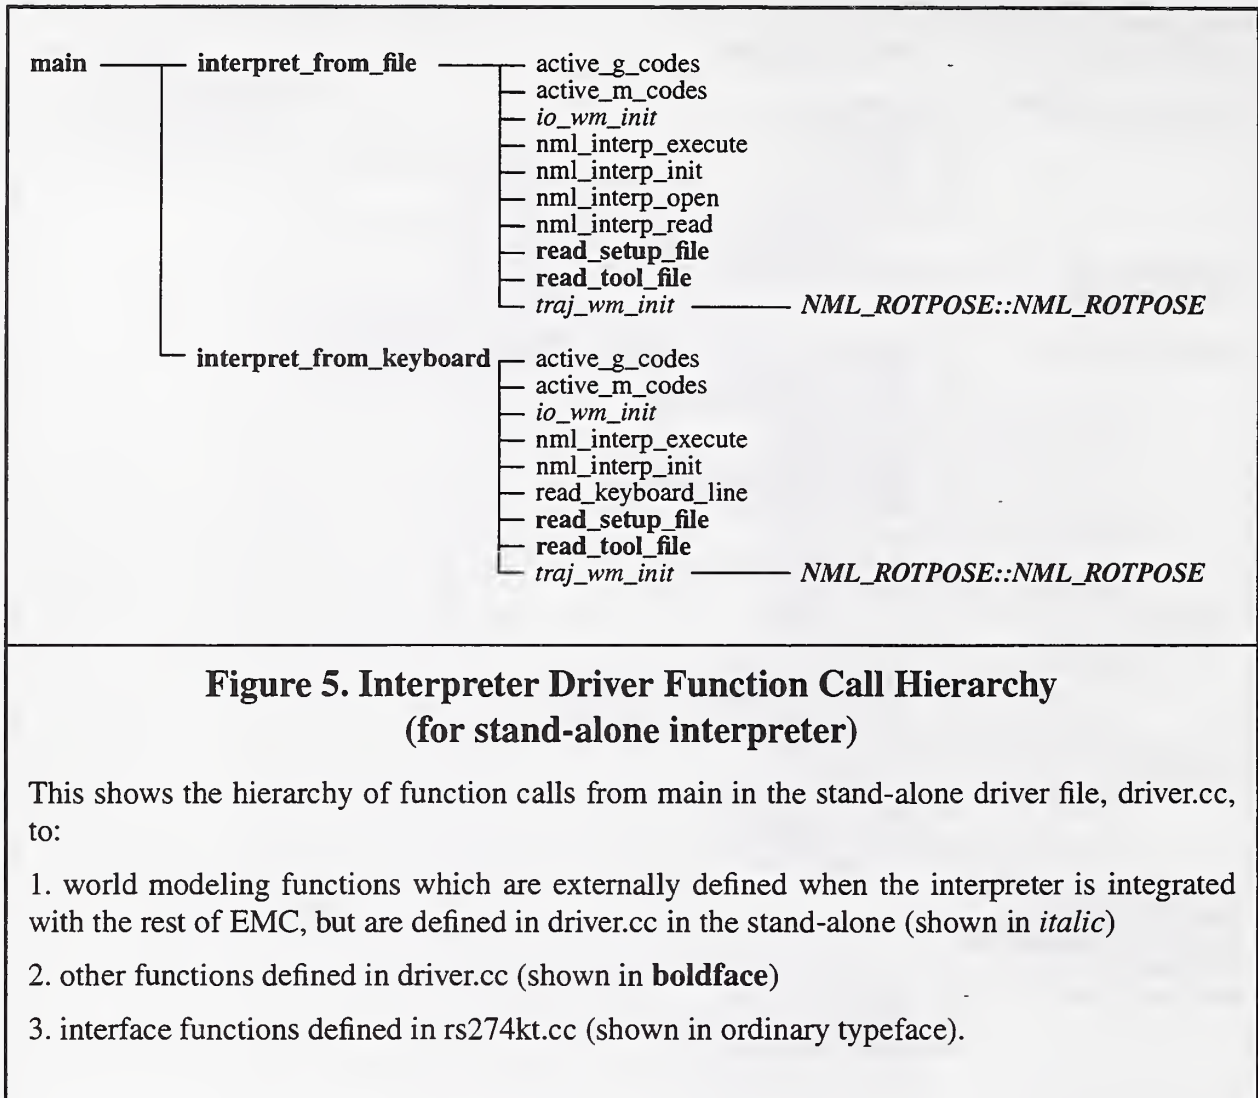 main interpret_from_file active_g_codes
active_m_codes
io_wm_init
nml_interp_execute
nml_interp_init
nml_interp_open
nml_interp_read
read_setup_file
read_tool_file
traj_wm_init NML_ROTPOSE::NML_ROTPOSE
interpret_from_keyboard active_g_codes
active_m_codes
io_wm_init
nml_interp_execute
nml_interp_init
read_keyboard_line
read_setup_file
read_tool_file
traj_wm_init NML_ROTPOSE::NML_ROTPOSE
Figure 5. Interpreter Driver Function Call Hierarchy
(for stand-alone interpreter)
This shows the hierarchy of function calls from main in the stand-alone driver file, driver.cc,
to:
1. world modeling functions which are externally defined when the interpreter is integrated
with the rest of EMC, but are defined in driver.cc in the stand-alone (shown in italic)
2. other functions defined in driver.cc (shown in boldface)
3. interface functions defined in rs274kt.cc (shown in ordinary typeface).